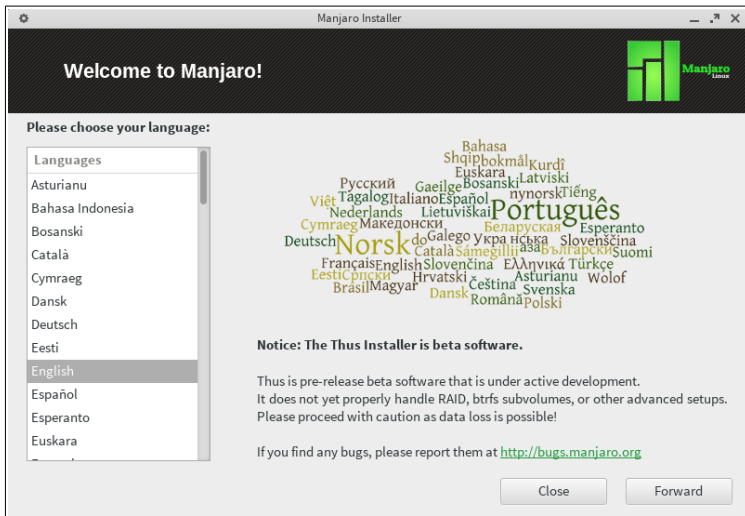 Manjaro Installer
Welcome to Manjaro!
Manjaro
Linux
Please choose your language:
Languages
Asturianu
Bahasa Indonesia
Bosanski
Català
Cymraeg
Dansk
Deutsch
Eesti
English
Español
Esperanto
Euskara
Bahasa
Shqip bokmål Kurdî
Euskara
Русский Gaeilge Bosanski Latviski
nynorsk Tiếng
Việt Tagalog Italiano Español
Nederlands Lietuviškai Português
Cymraeg Македонски Беларуская Esperanto
Deutsch Norsk do Galego Укра нська Slovenščina
Català Sámegillii asa Български Suomi
Français English Slovenčina Ελληνικά Türkçe
Eesti Српски Hrvatski Čeština Asturianu Wolof
Brasil Magyar Dansk Svenska
Română Polski
Notice: The Thus Installer is beta software.
Thus is pre-release beta software that is under active development.
It does not yet properly handle RAID, btrfs subvolumes, or other advanced setups.
Please proceed with caution as data loss is possible!
If you find any bugs, please report them at http://bugs.manjaro.org
Close
Forward